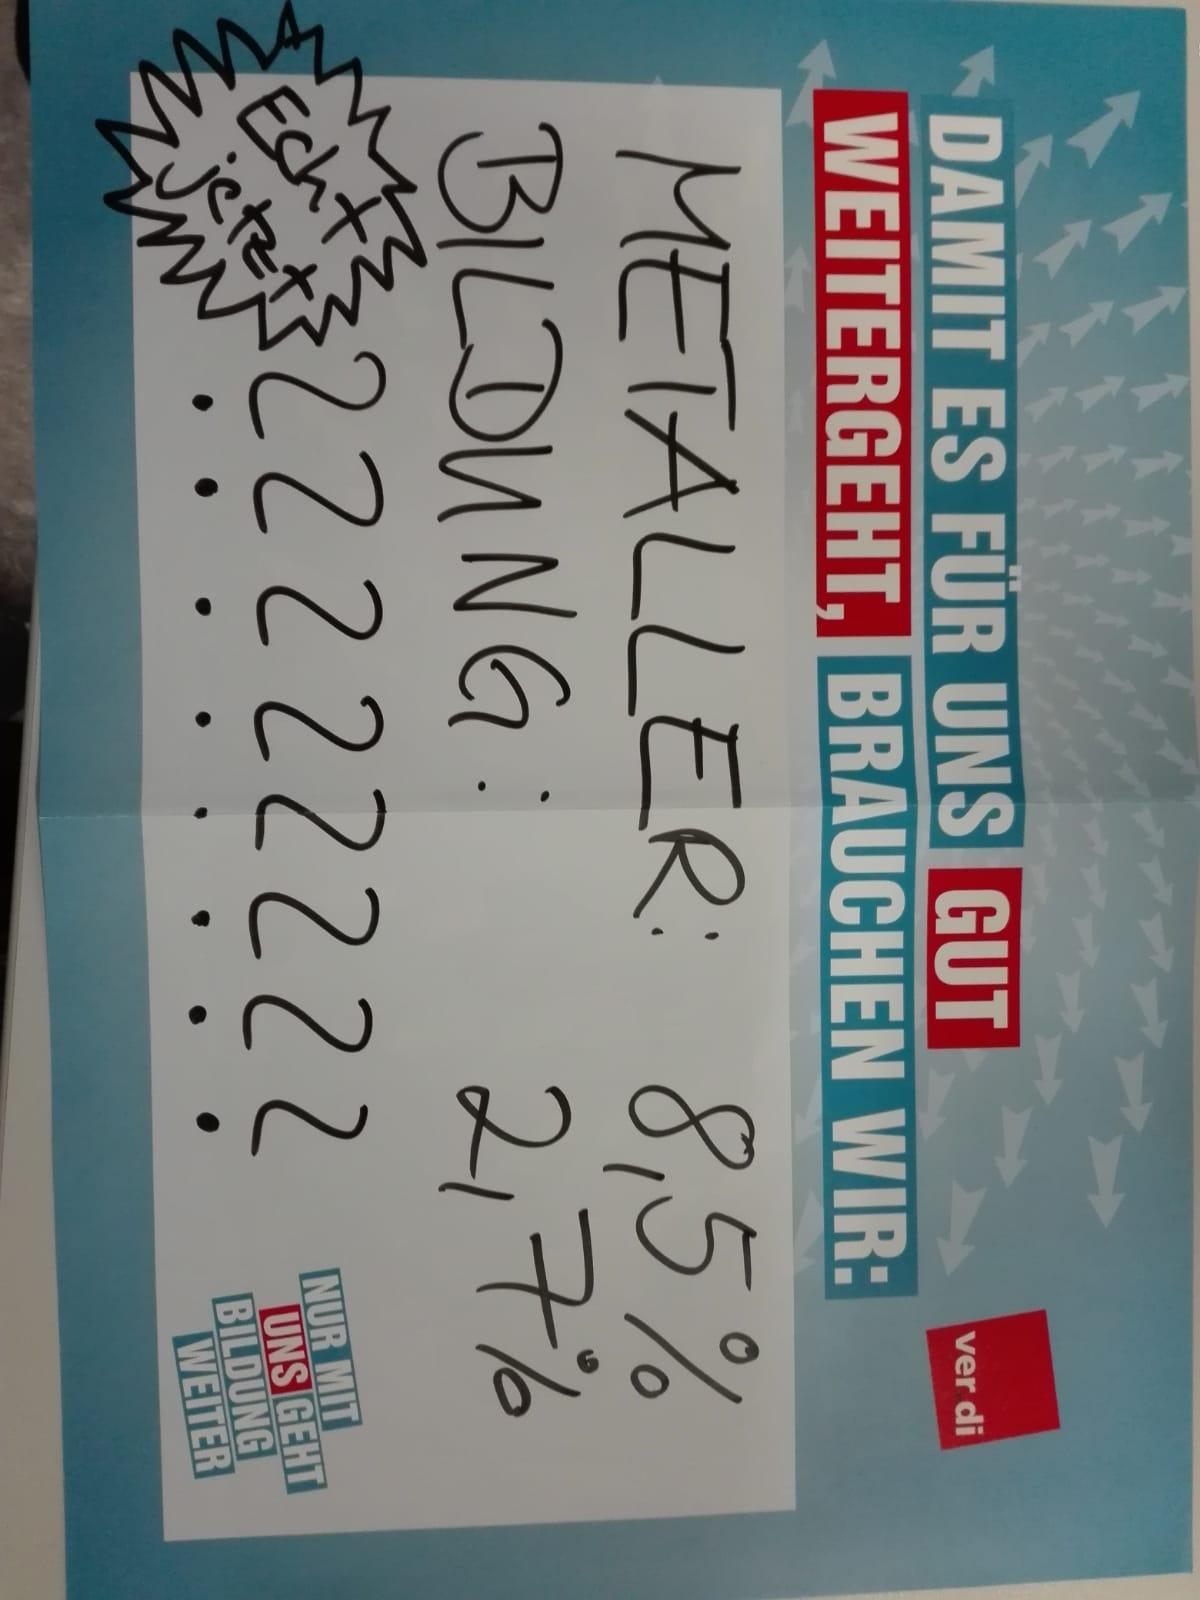 DAMIT ES FÜR UNS GUT
WEITERGEHT, BRAUCHEN WIR:
ver.di
METALLER: 8,5%
BILDUNG: 2,7%
Echt
jetzt
????????
NUR MIT
UNS GEHT
BILDUNG
WEITER